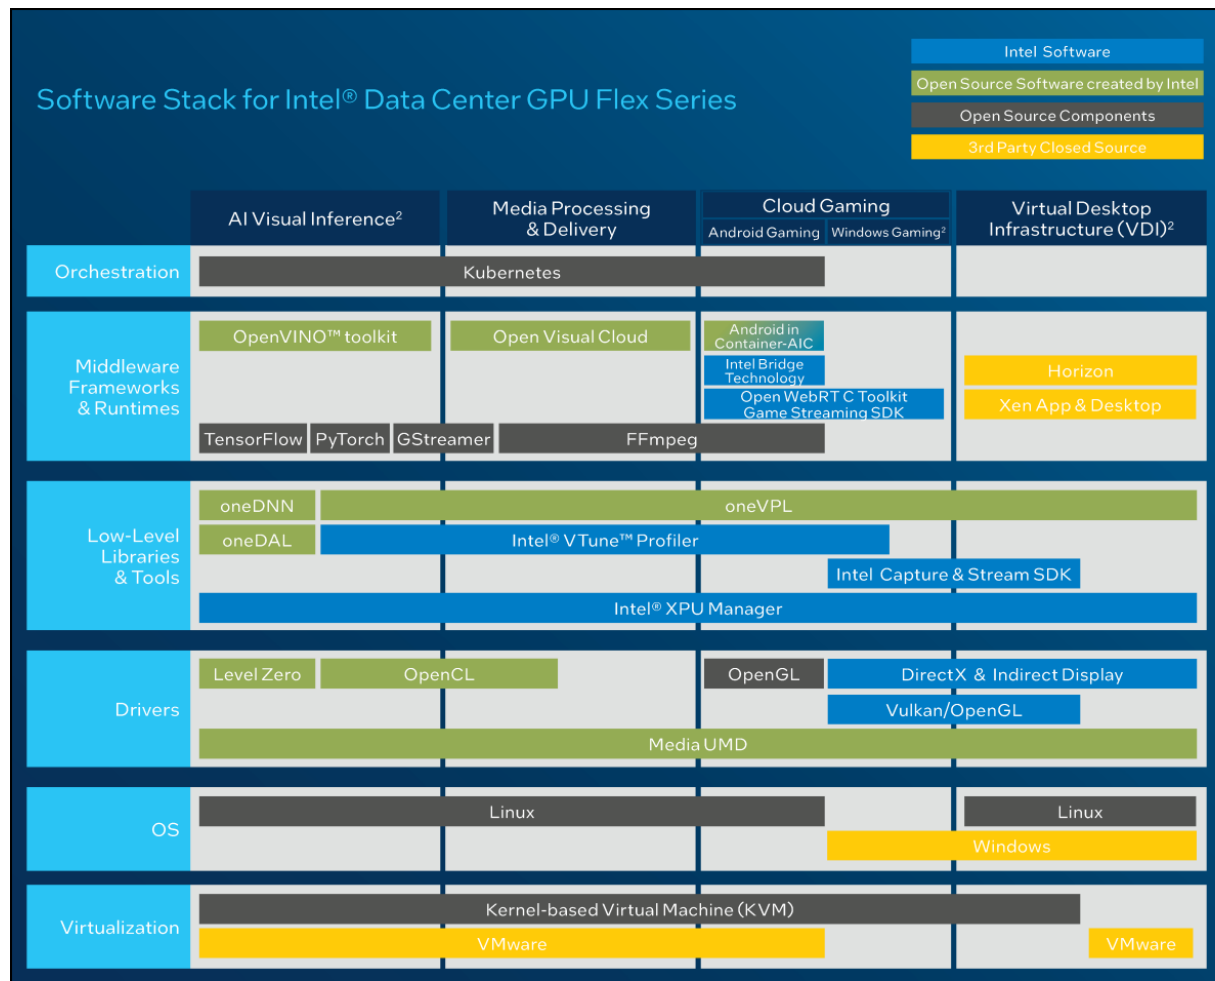 Software Stack for Intel® Data Center GPU Flex Series
Intel Software
Open Source Software created by Intel
Open Source Components
3rd Party Closed Source
AI Visual Inference²
Media Processing
& Delivery
Cloud Gaming
Android Gaming
Windows Gaming²
Virtual Desktop
Infrastructure (VDI)²
Orchestration
Kubernetes
Middleware
Frameworks
& Runtimes
OpenVINO™ toolkit
Open Visual Cloud
Android in
Container-AIC
Intel Bridge
Technology
Open WebRT C Toolkit
Game Streaming SDK
Horizon
Xen App & Desktop
TensorFlow
PyTorch
GStreamer
FFmpeg
Low-Level
Libraries
& Tools
oneDNN
oneVPL
oneDAL
Intel® VTune™ Profiler
Intel Capture & Stream SDK
Intel® XPU Manager
Drivers
Level Zero
OpenCL
OpenGL
DirectX & Indirect Display
Vulkan/OpenGL
Media UMD
OS
Linux
Linux
Windows
Virtualization
Kernel-based Virtual Machine (KVM)
VMware
VMware